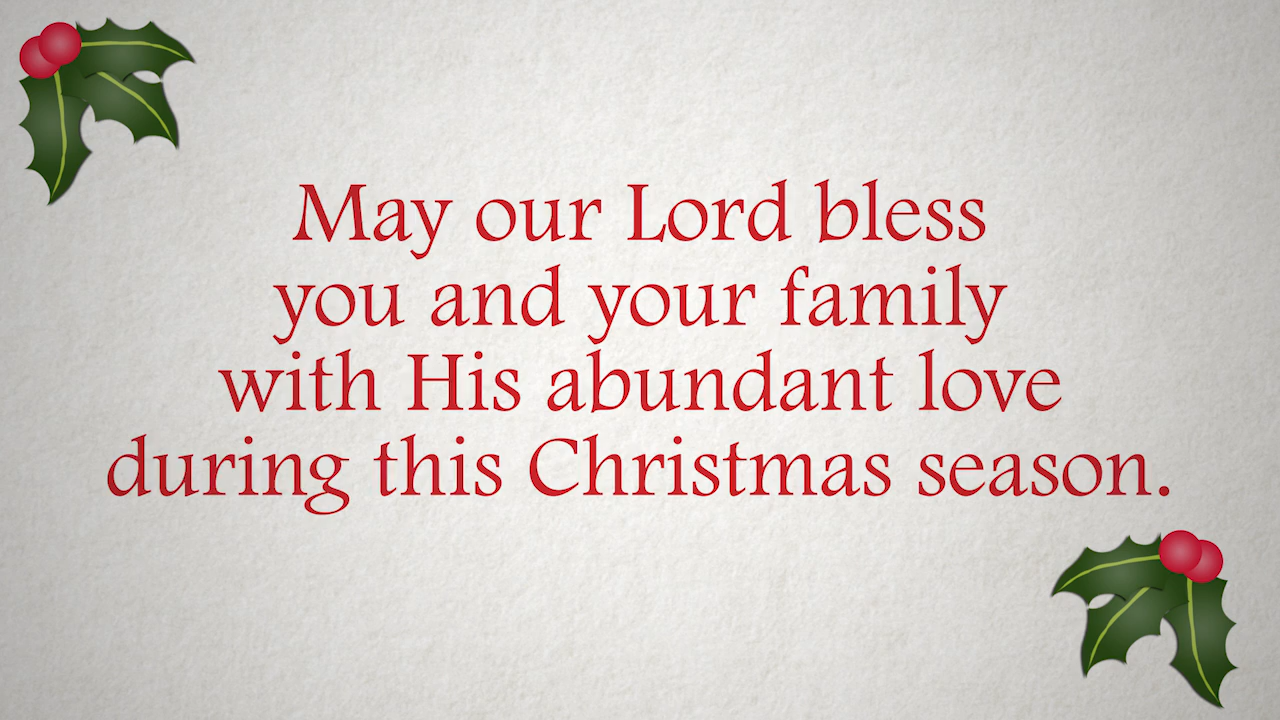 May our Lord bless
you and your family
with His abundant love
during this Christmas season.